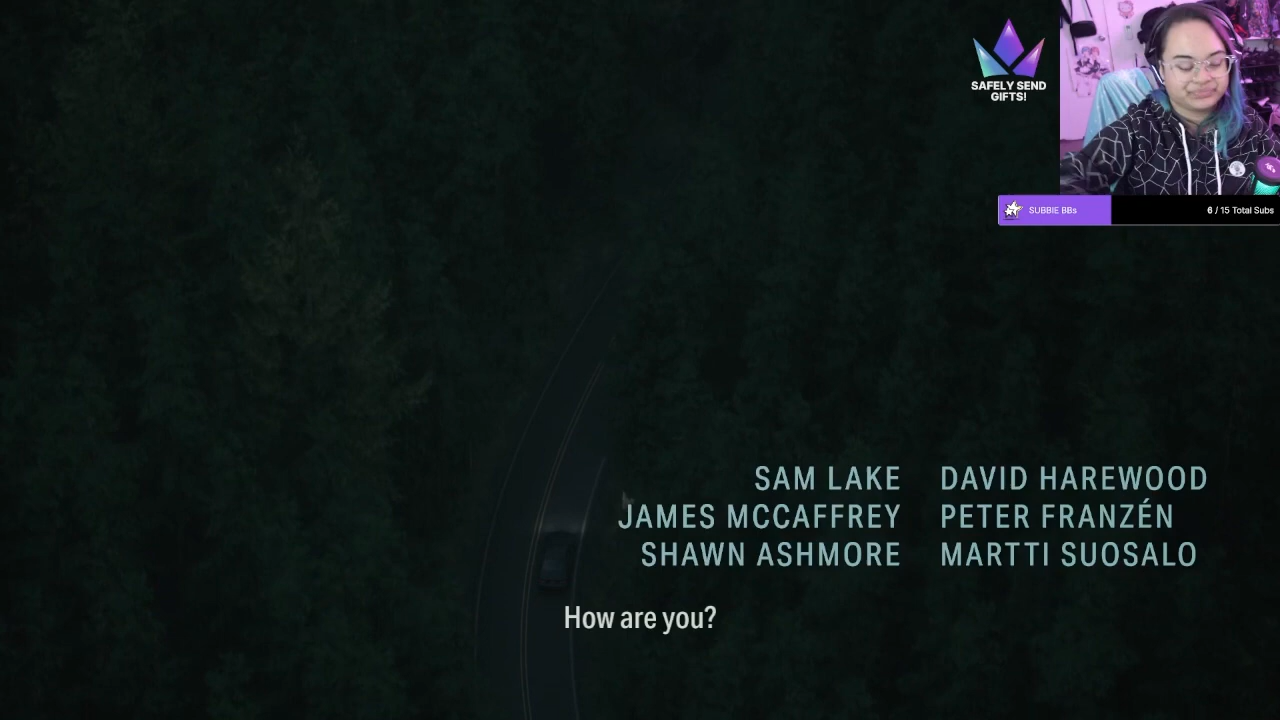 SAFELY SEND
GIFTS!
SUBBIE BBs
6 / 15 Total Subs
SAM LAKE DAVID HAREWOOD
JAMES MCCAFFREY PETER FRANZÉN
SHAWN ASHMORE MARTTI SUOSALO
How are you?